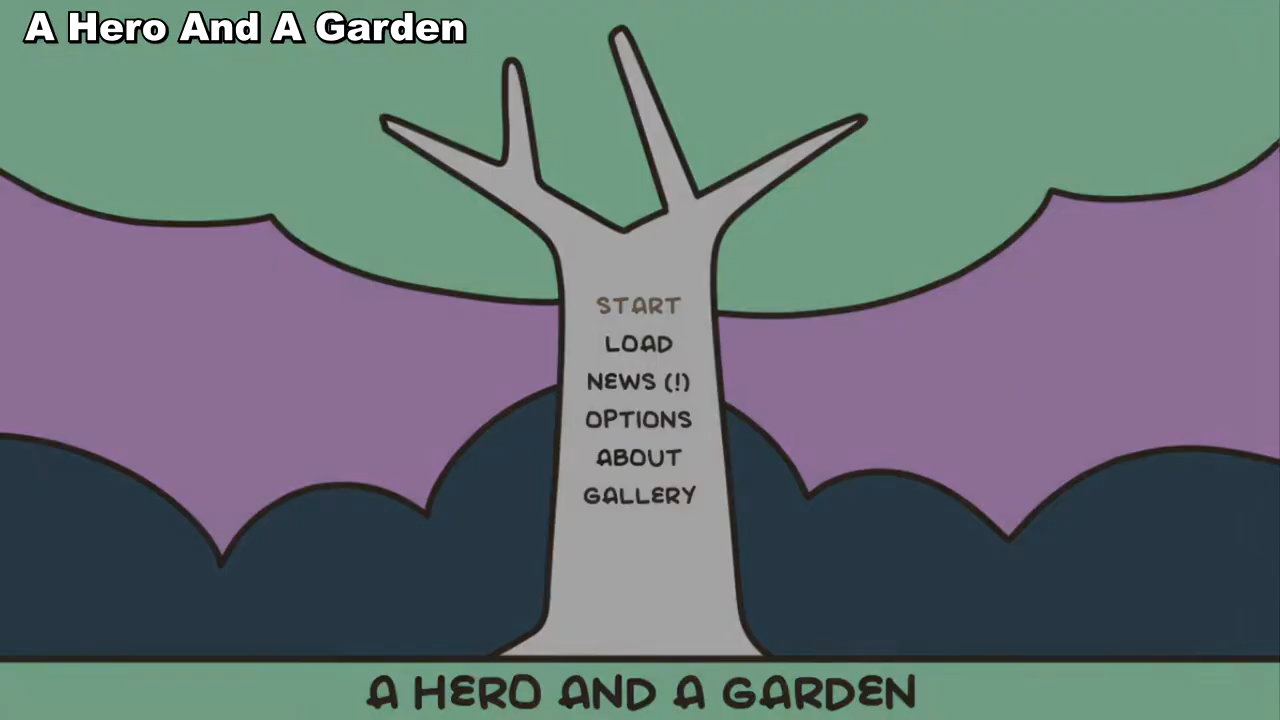 A Hero And A Garden
START
LOAD
NEWS (!)
OPTIONS
ABOUT
GALLERY
A HERO AND A GARDEN